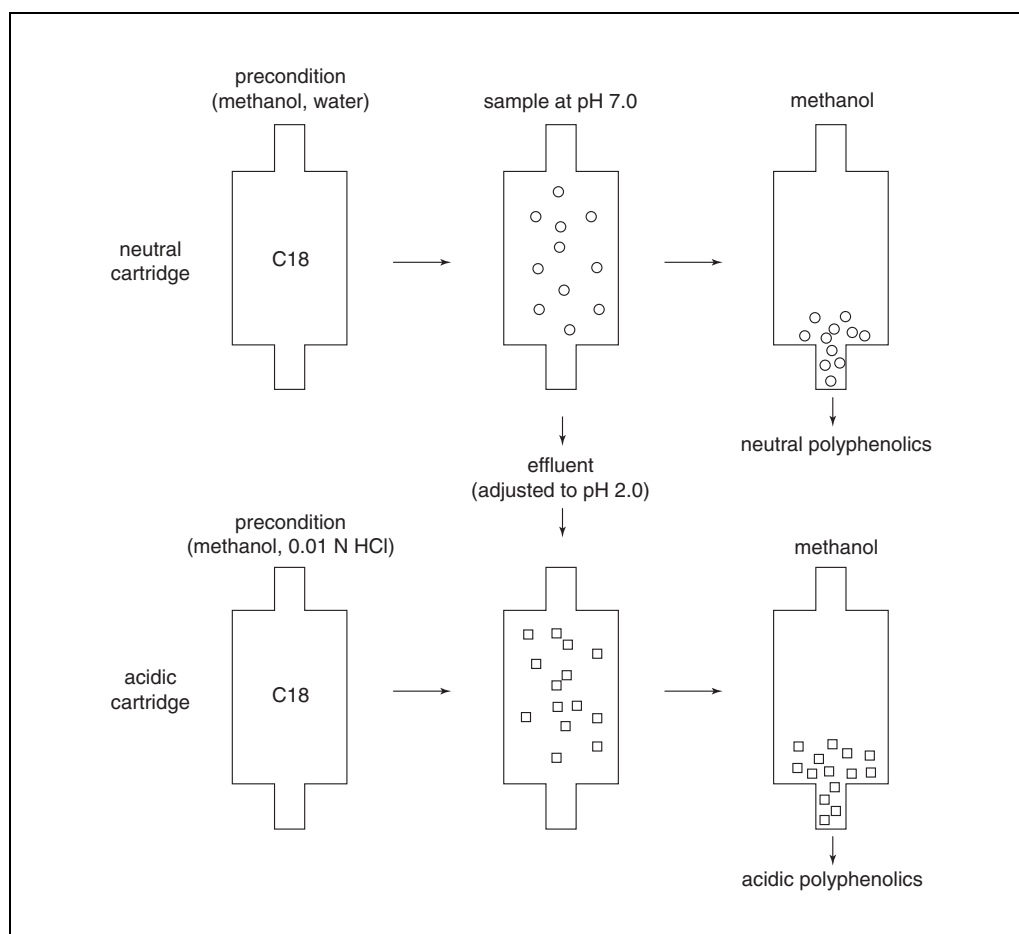 precondition
(methanol, water)
sample at pH 7.0
methanol
neutral
cartridge
C18
neutral polyphenolics
effluent
(adjusted to pH 2.0)
precondition
(methanol, 0.01 N HCl)
methanol
acidic
cartridge
C18
acidic polyphenolics